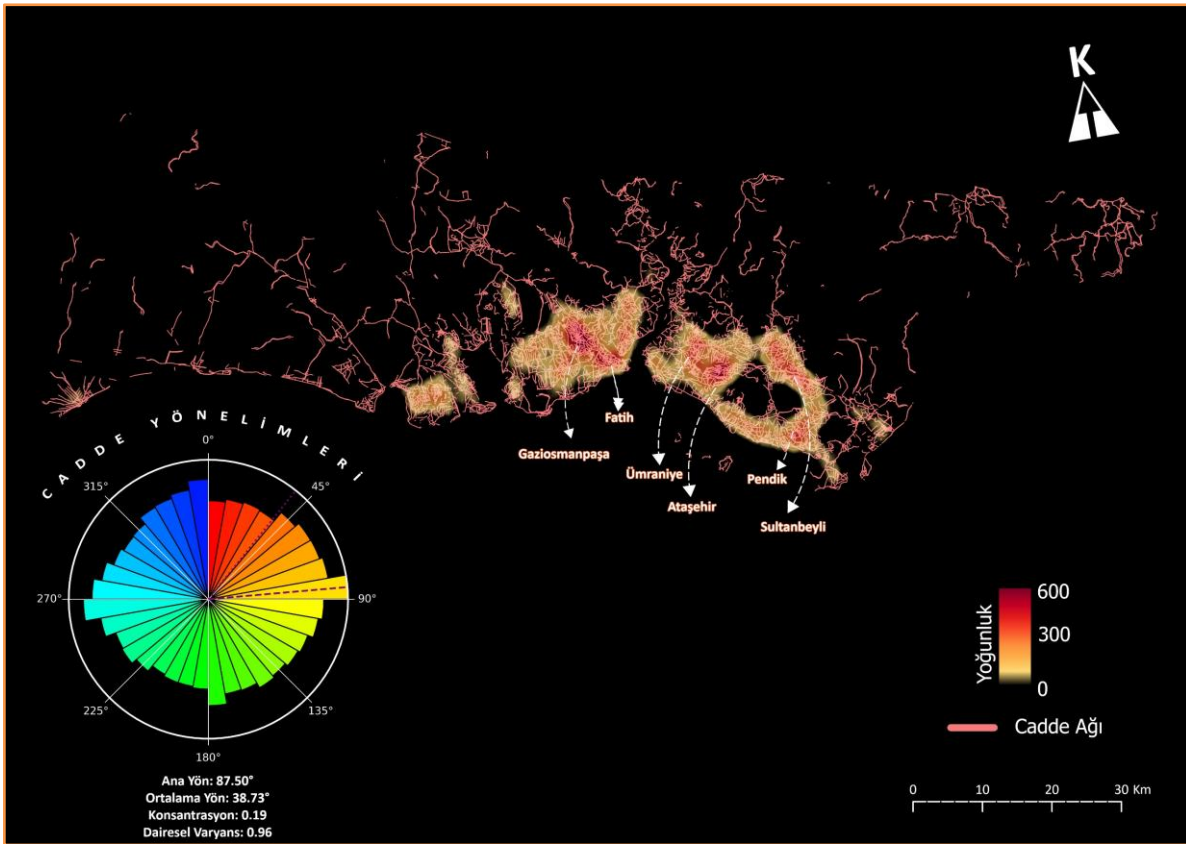 K
Fatih
Gaziosmanpaşa
Ümraniye
Ataşehir
Pendik
Sultanbeyli
CADDE YÖNELİMLERİ
0°
45°
90°
135°
180°
225°
270°
315°
Ana Yön: 87.50°
Ortalama Yön: 38.73°
Konsantrasyon: 0.19
Dairesel Varyans: 0.96
Yoğunluk
600
300
0
Cadde Ağı
0 10 20 30 Km